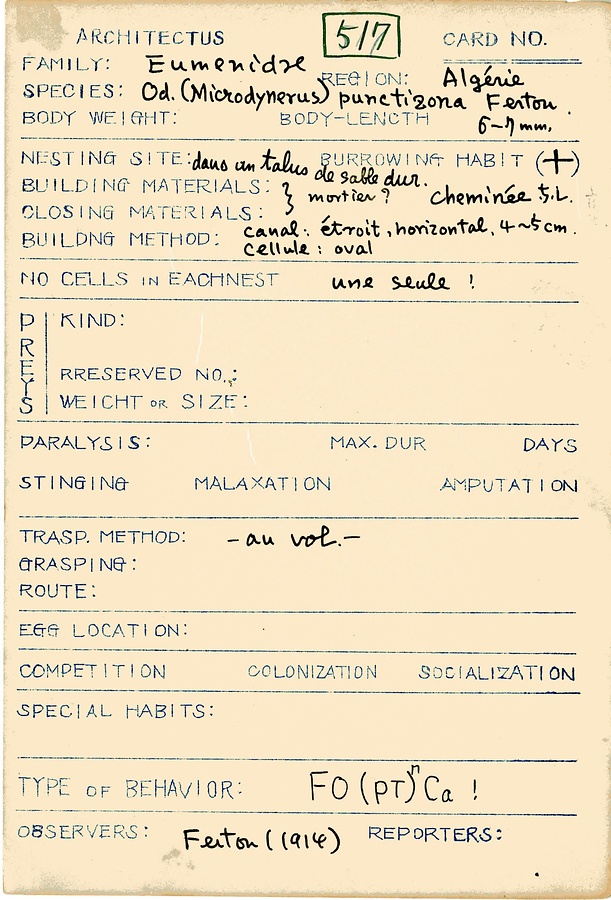 ARCHITECTUS 517 CARD NO.
FAMILY: Eumenidæ REGION: Algérie
SPECIES: Od. (Microdynerus) punctizona Ferton
BODY WEIGHT: BODY-LENGTH 6-7 mm.
NESTING SITE: dans un talus de sable dur. BURROWING HABIT (+)
BUILDING MATERIALS: } mortier? cheminée s.L.
CLOSING MATERIALS:
BUILDNG METHOD: canal: étroit, horizontal, 4~5 cm.
cellule: oval
NO CELLS IN EACHNEST une seule !
PREYS KIND:
RRESERVED NO.:
WEIGHT OR SIZE:
PARALYSIS: MAX. DUR DAYS
STINGING MALAXATION AMPUTATION
TRASP. METHOD: -au vol.-
GRASPING:
ROUTE:
EGG LOCATION:
COMPETITION COLONIZATION SOCIALIZATION
SPECIAL HABITS:
TYPE OF BEHAVIOR: FO (PT)ⁿ Ca !
OBSERVERS: Ferton (1914) REPORTERS: